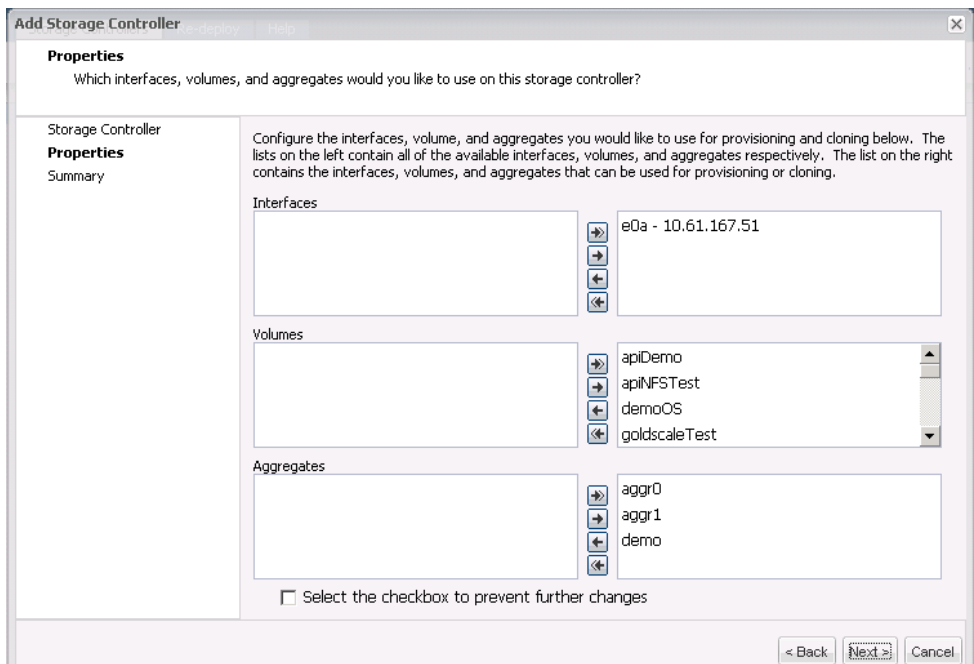 Add Storage Controller
Re-deploy Help
Properties
Which interfaces, volumes, and aggregates would you like to use on this storage controller?
Storage Controller
Properties
Summary
Configure the interfaces, volume, and aggregates you would like to use for provisioning and cloning below. The
lists on the left contain all of the available interfaces, volumes, and aggregates respectively. The list on the right
contains the interfaces, volumes, and aggregates that can be used for provisioning or cloning.
Interfaces
e0a - 10.61.167.51
Volumes
apiDemo
apiNFSTest
demoOS
goldscaleTest
Aggregates
aggr0
aggr1
demo
Select the checkbox to prevent further changes
< Back Next > Cancel